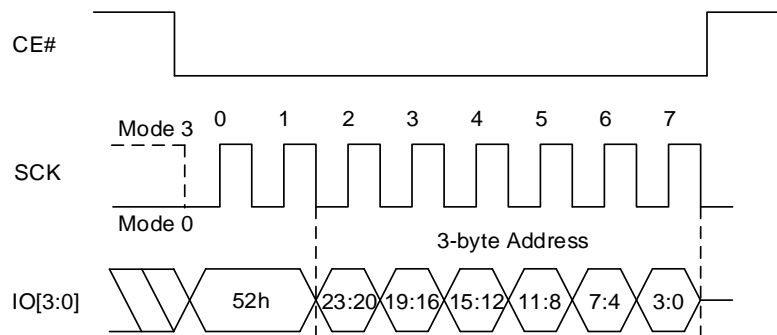 CE#
Mode 3 0 1 2 3 4 5 6 7
SCK
Mode 0
3-byte Address
IO[3:0] 52h 23:20 19:16 15:12 11:8 7:4 3:0